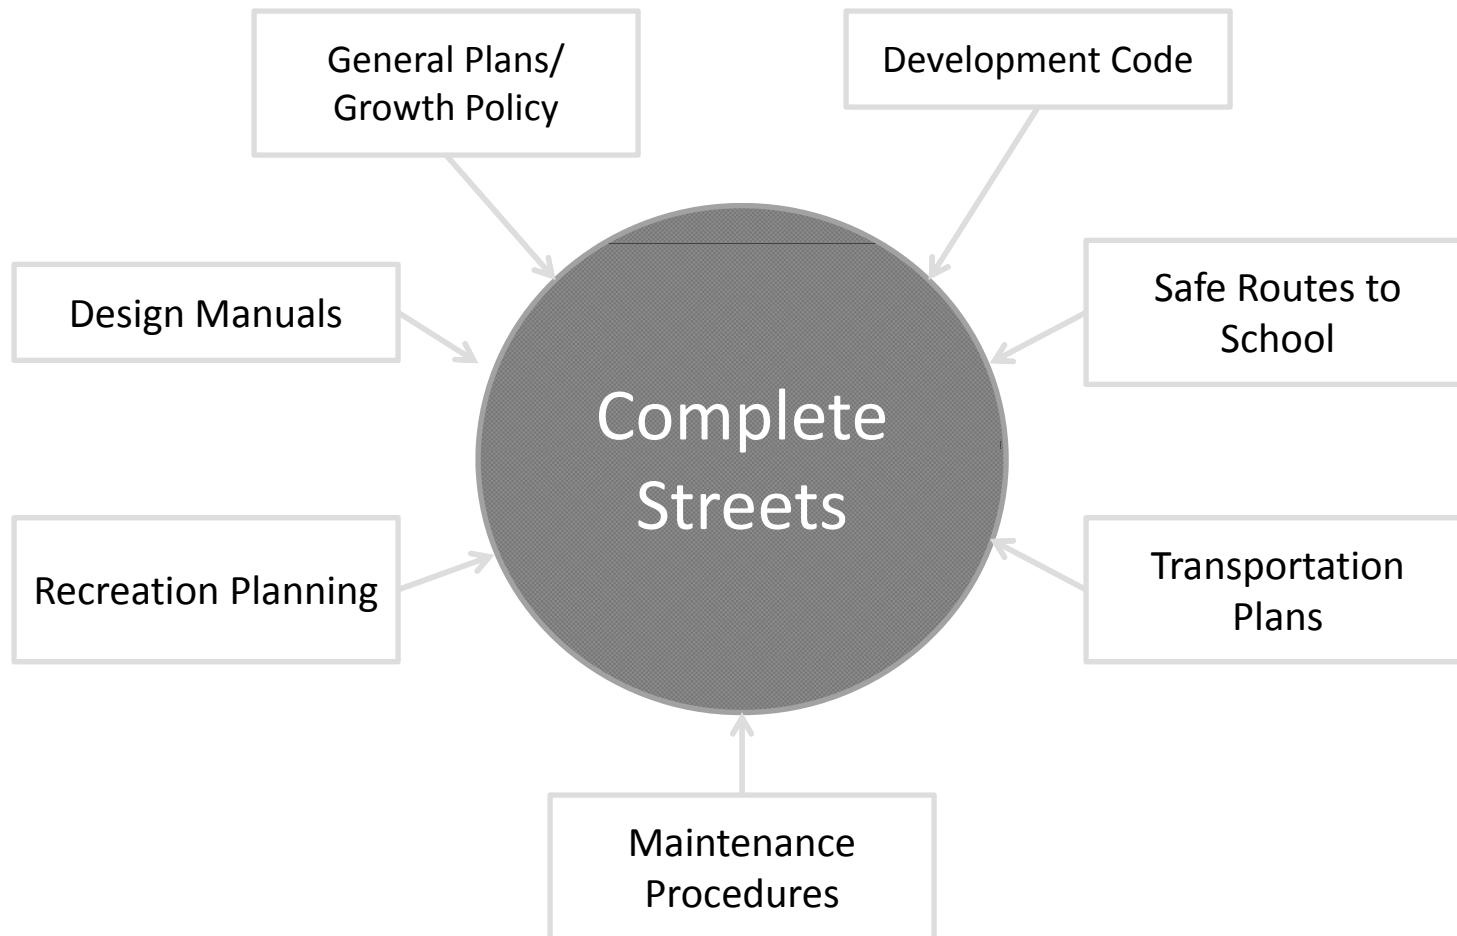 General Plans/
Growth Policy
Development Code
Design Manuals
Safe Routes to
School
Complete
Streets
Recreation Planning
Transportation
Plans
Maintenance
Procedures